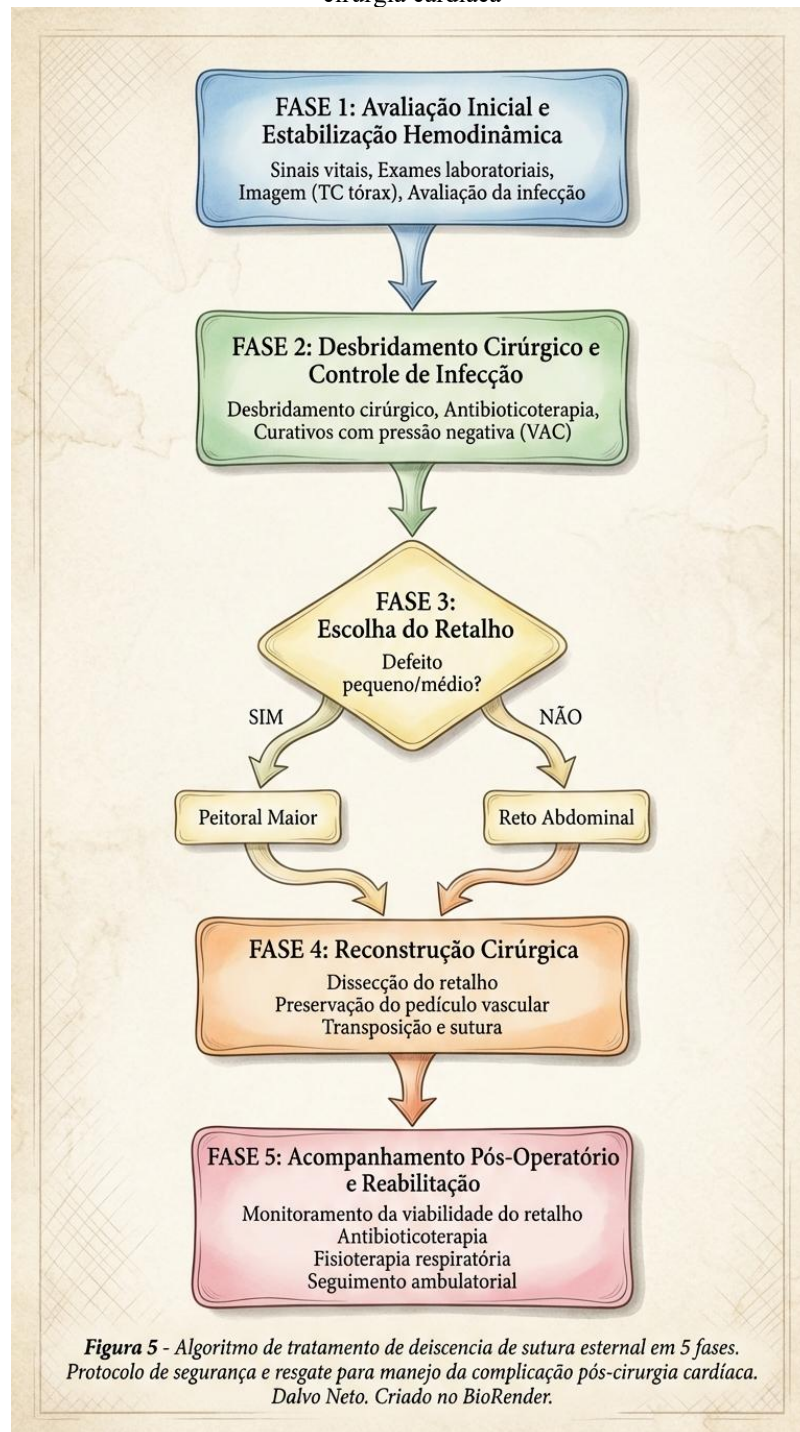 cirurgia cardíaca
FASE 1: Avaliação Inicial e
Estabilização Hemodinâmica
Sinais vitais, Exames laboratoriais,
Imagem (TC tórax), Avaliação da infecção
FASE 2: Desbridamento Cirúrgico e
Controle de Infecção
Desbridamento cirúrgico, Antibioticoterapia,
Curativos com pressão negativa (VAC)
FASE 3:
Escolha do Retalho
Defeito
pequeno/médio?
SIM
NÃO
Peitoral Maior
Reto Abdominal
FASE 4: Reconstrução Cirúrgica
Dissecção do retalho
Preservação do pedículo vascular
Transposição e sutura
FASE 5: Acompanhamento Pós-Operatório
e Reabilitação
Monitoramento da viabilidade do retalho
Antibioticoterapia
Fisioterapia respiratória
Seguimento ambulatorial
Figura 5 - Algoritmo de tratamento de deiscencia de sutura esternal em 5 fases.
Protocolo de segurança e resgate para manejo da complicação pós-cirurgia cardíaca.
Dalvo Neto. Criado no BioRender.